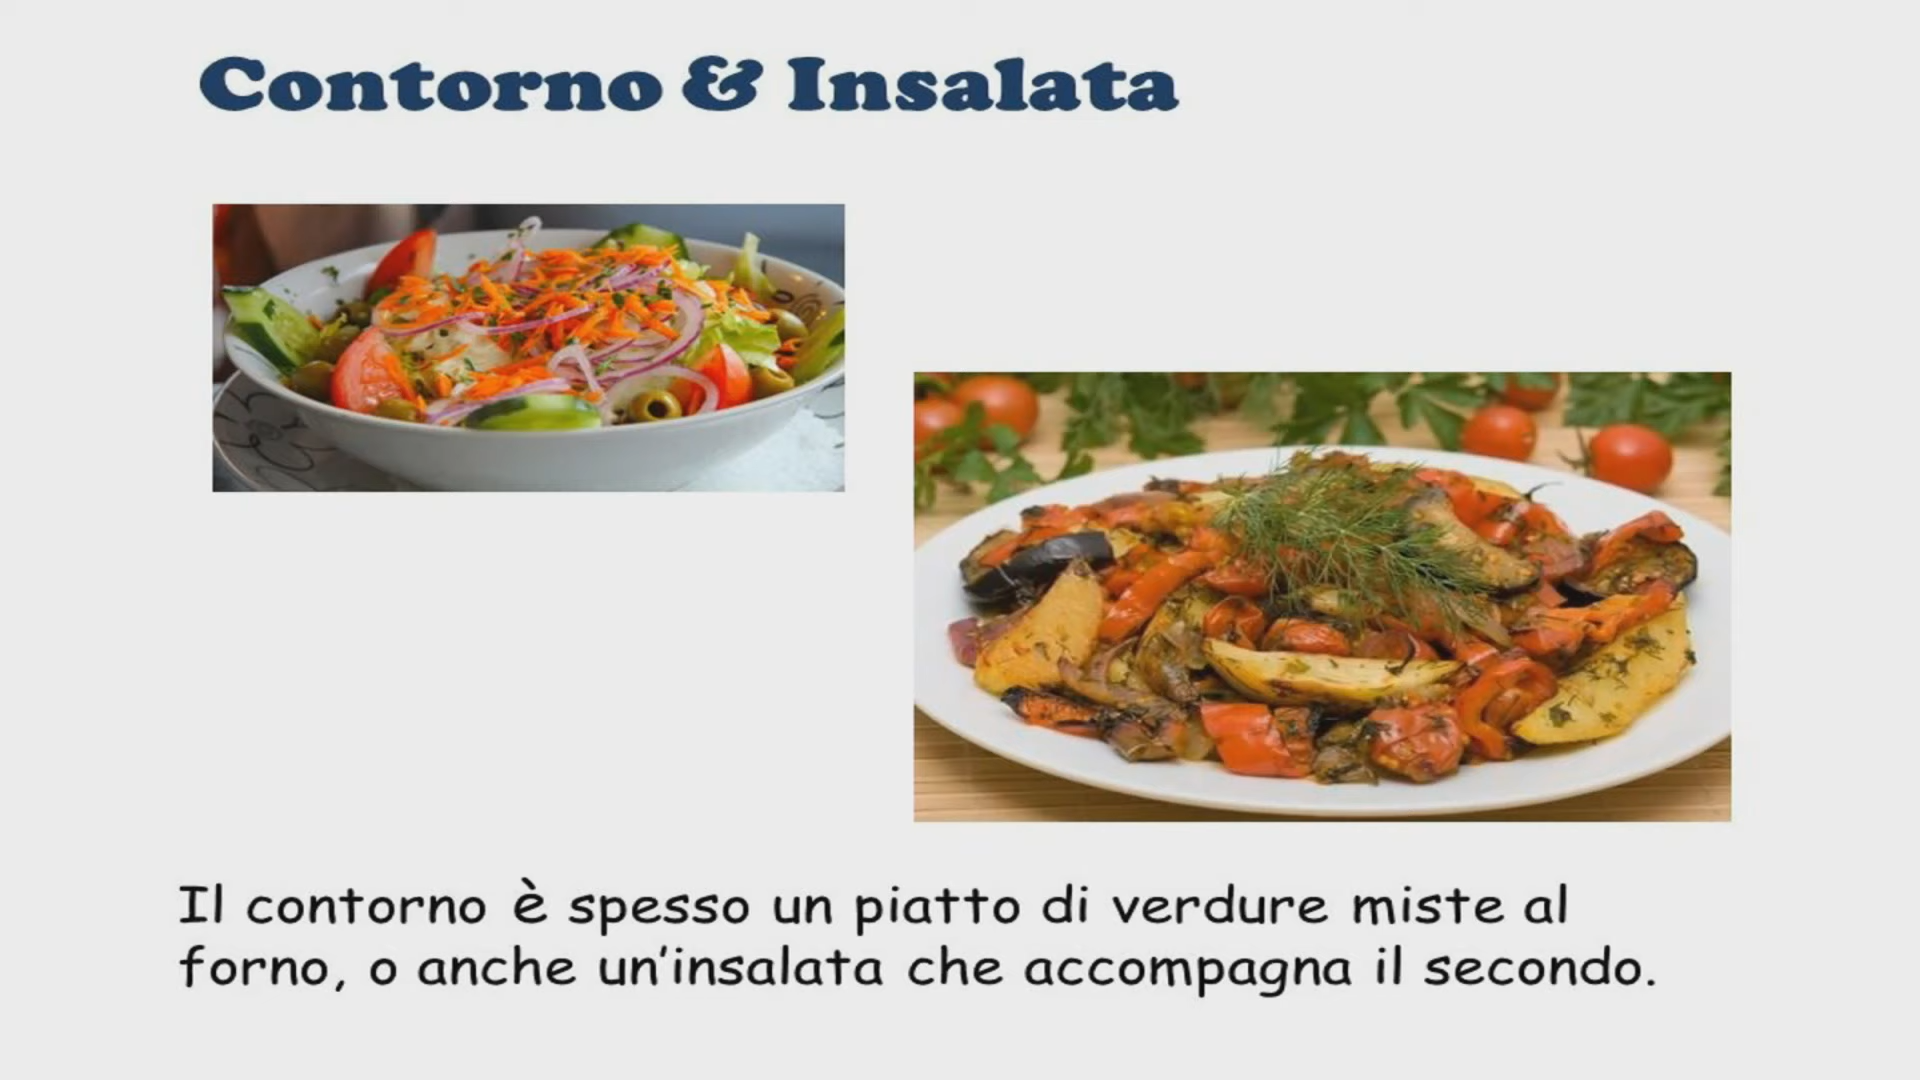 Contorno & Insalata
Il contorno è spesso un piatto di verdure miste al
forno, o anche un'insalata che accompagna il secondo.